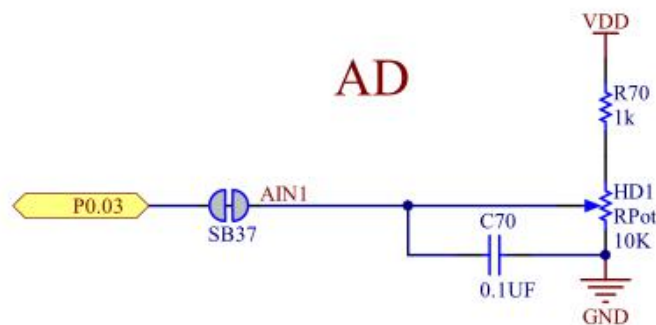 VDD
AD
R70
1k
P0.03
AIN1
HD1
SB37
C70
RPot
10K
0.1UF
GND